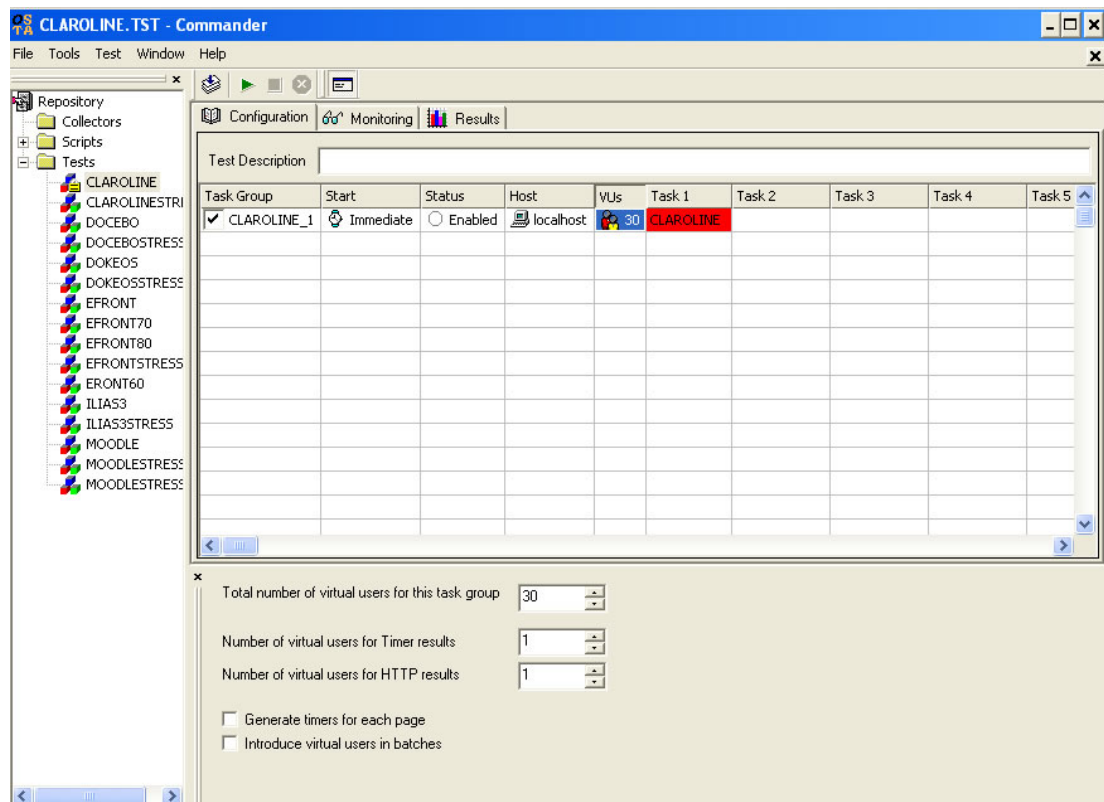 OSTA CLAROLINE.TST - Commander
File Tools Test Window Help
Repository
Collectors
Scripts
Tests
CLAROLINE
CLAROLINESTRI
DOCEBO
DOCEBOSTRESS
DOKEOS
DOKEOSSTRESS
EFRONT
EFRONT70
EFRONT80
EFRONTSTRESS
ERONT60
ILIAS3
ILIAS3STRESS
MOODLE
MOODLESTRESS
MOODLESTRESS
Configuration Monitoring Results
Test Description
Task Group Start Status Host VUs Task 1 Task 2 Task 3 Task 4 Task 5
CLAROLINE_1 Immediate Enabled localhost 30 CLAROLINE
Total number of virtual users for this task group 30
Number of virtual users for Timer results 1
Number of virtual users for HTTP results 1
Generate timers for each page
Introduce virtual users in batches